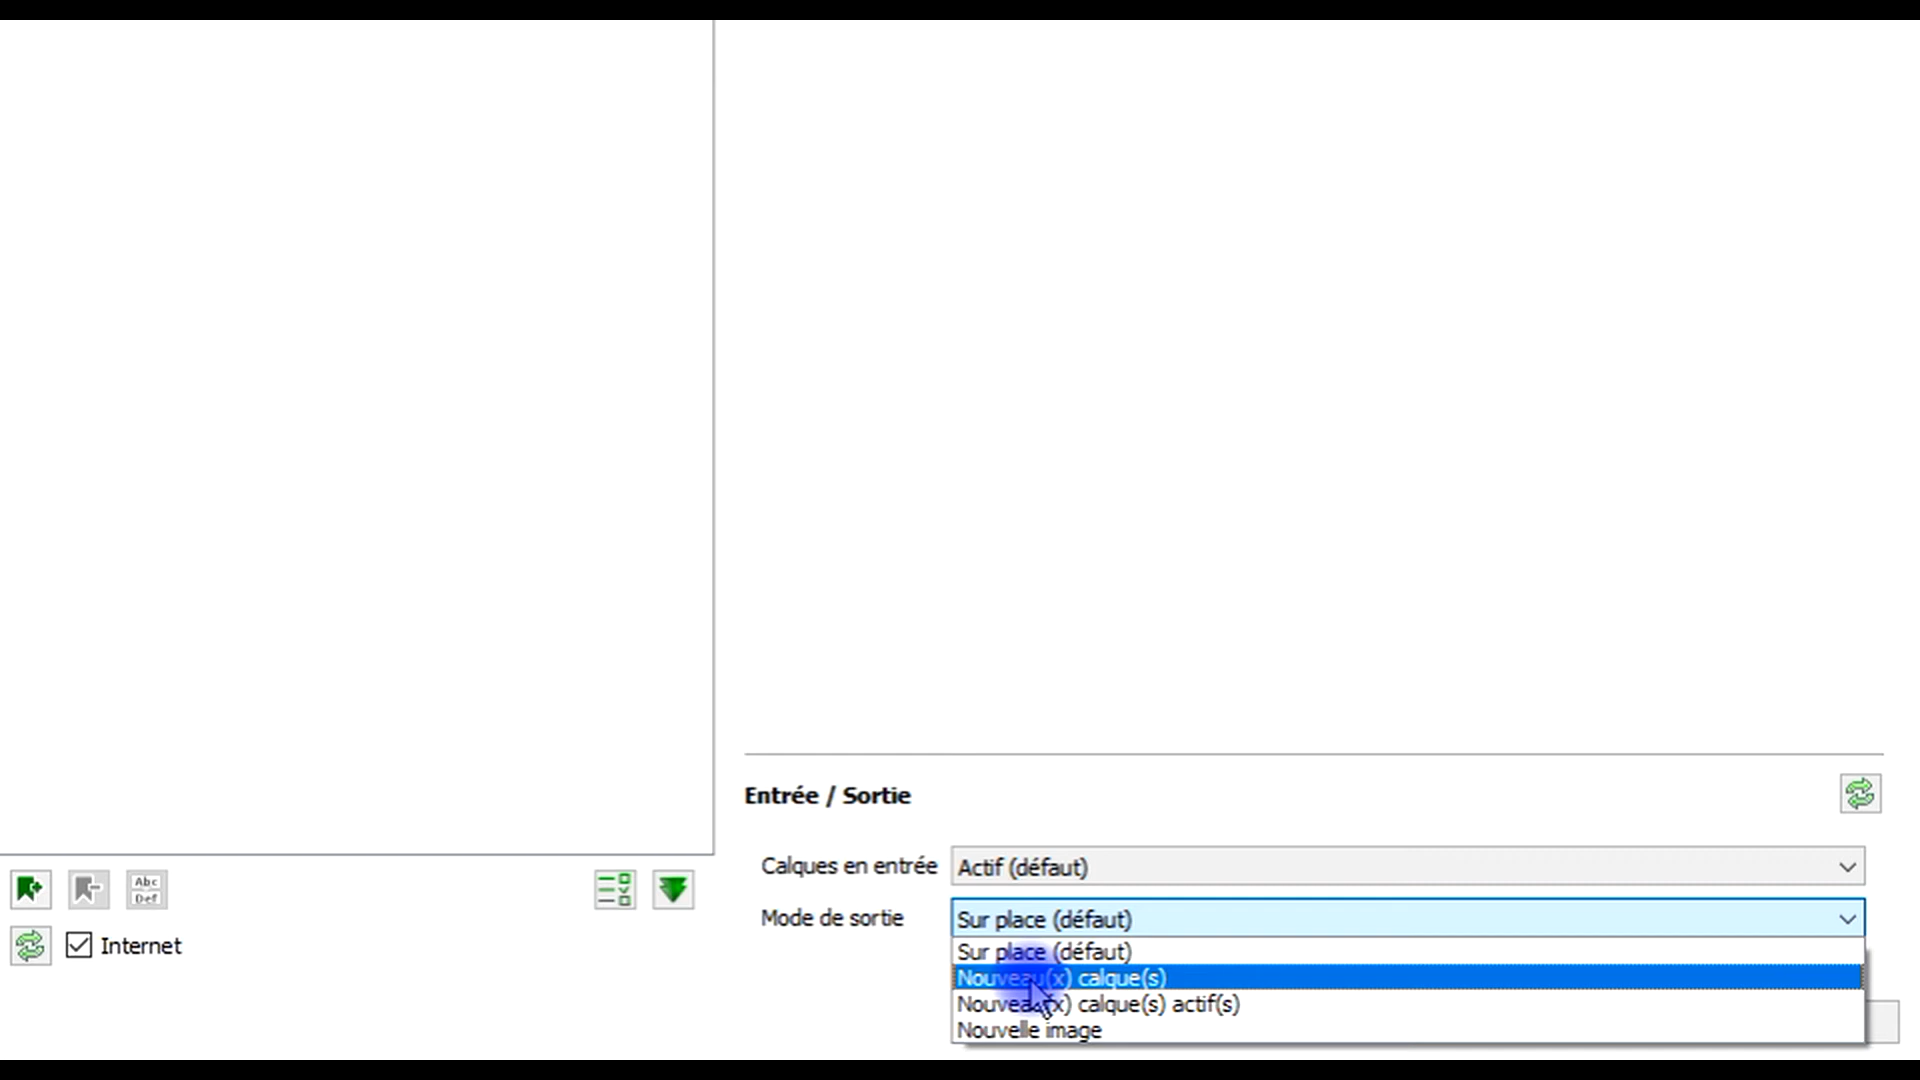 Entrée / Sortie
Calques en entrée Actif (défaut)
Abc
Def
Mode de sortie Sur place (défaut)
Internet
Sur place (défaut)
Nouveau(x) calque(s)
Nouveau(x) calque(s) actif(s)
Nouvelle image